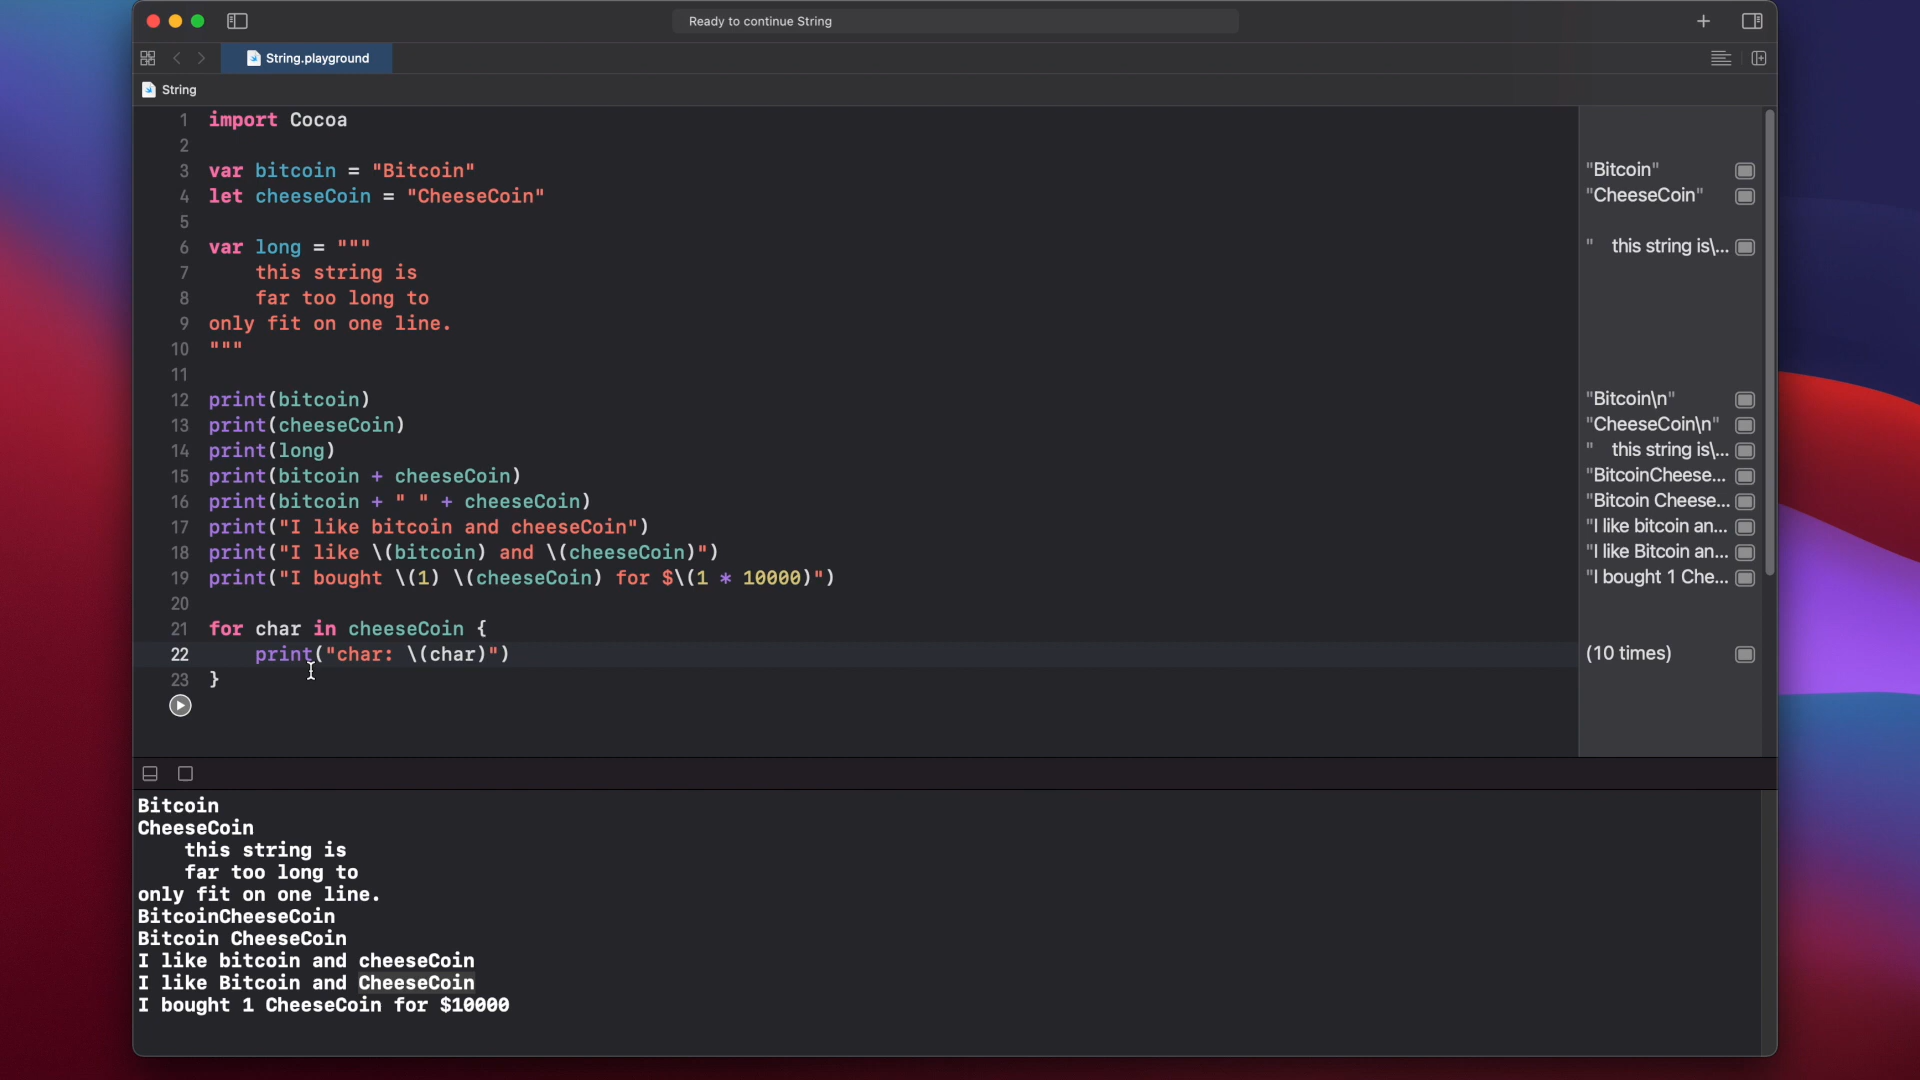 Ready to continue String
String.playground
String
1 import Cocoa
2
3 var bitcoin = "Bitcoin"
4 let cheeseCoin = "CheeseCoin"
5
6 var long = """
7     this string is
8     far too long to
9 only fit on one line.
10 """
11
12 print(bitcoin)
13 print(cheeseCoin)
14 print(long)
15 print(bitcoin + cheeseCoin)
16 print(bitcoin + " " + cheeseCoin)
17 print("I like bitcoin and cheeseCoin")
18 print("I like \(bitcoin) and \(cheeseCoin)")
19 print("I bought \(1) \(cheeseCoin) for $\(1 * 10000)")
20
21 for char in cheeseCoin {
22     print("char: \(char)")
23 }
"Bitcoin"
"CheeseCoin"
"    this string is\...
"Bitcoin\n"
"CheeseCoin\n"
"    this string is\...
"BitcoinCheese...
"Bitcoin Cheese...
"I like bitcoin an...
"I like Bitcoin an...
"I bought 1 Che...
(10 times)
Bitcoin
CheeseCoin
    this string is
    far too long to
only fit on one line.
BitcoinCheeseCoin
Bitcoin CheeseCoin
I like bitcoin and cheeseCoin
I like Bitcoin and CheeseCoin
I bought 1 CheeseCoin for $10000